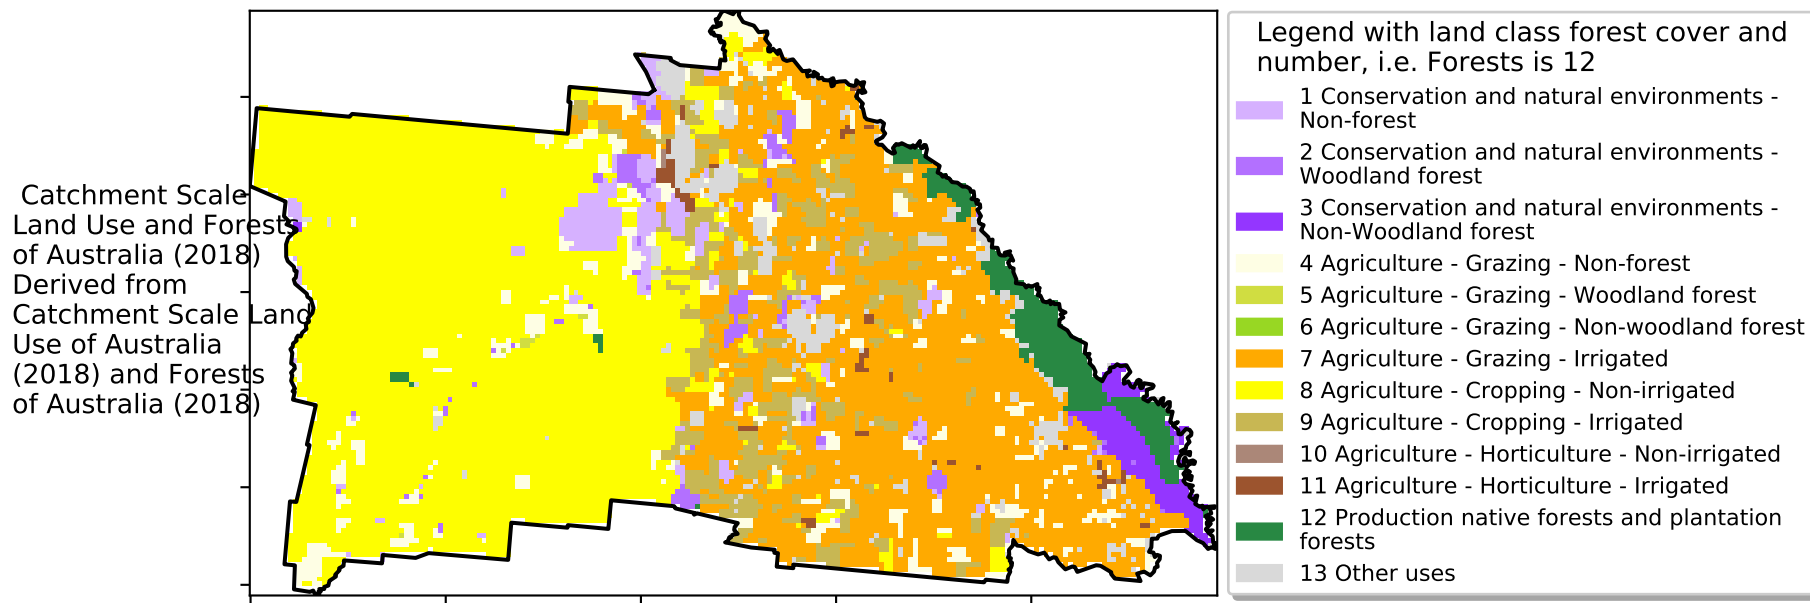 Catchment Scale
Land Use and Forests
of Australia (2018)
Derived from
Catchment Scale Land
Use of Australia
(2018) and Forests
of Australia (2018)
Legend with land class forest cover and
number, i.e. Forests is 12
1 Conservation and natural environments -
Non-forest
2 Conservation and natural environments -
Woodland forest
3 Conservation and natural environments -
Non-Woodland forest
4 Agriculture - Grazing - Non-forest
5 Agriculture - Grazing - Woodland forest
6 Agriculture - Grazing - Non-woodland forest
7 Agriculture - Grazing - Irrigated
8 Agriculture - Cropping - Non-irrigated
9 Agriculture - Cropping - Irrigated
10 Agriculture - Horticulture - Non-irrigated
11 Agriculture - Horticulture - Irrigated
12 Production native forests and plantation
forests
13 Other uses